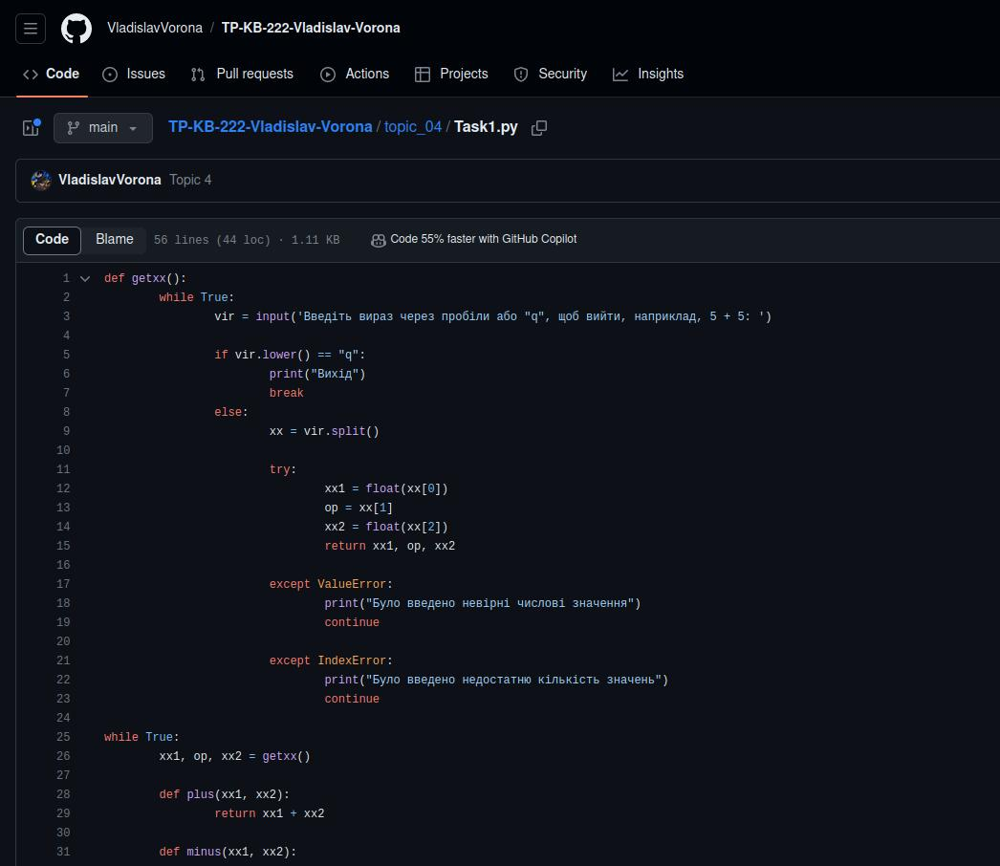 VladislavVorona / TP-KB-222-Vladislav-Vorona
Code Issues Pull requests Actions Projects Security Insights
main TP-KB-222-Vladislav-Vorona / topic_04 / Task1.py
VladislavVorona Topic 4
Code Blame 56 lines (44 loc) · 1.11 KB Code 55% faster with GitHub Copilot
1 def getxx():
2 while True:
3 vir = input('Введіть вираз через пробіли або "q", щоб вийти, наприклад, 5 + 5: ')
4
5 if vir.lower() == "q":
6 print("Вихід")
7 break
8 else:
9 xx = vir.split()
10
11 try:
12 xx1 = float(xx[0])
13 op = xx[1]
14 xx2 = float(xx[2])
15 return xx1, op, xx2
16
17 except ValueError:
18 print("Було введено невірні числові значення")
19 continue
20
21 except IndexError:
22 print("Було введено недостатню кількість значень")
23 continue
24
25 while True:
26 xx1, op, xx2 = getxx()
27
28 def plus(xx1, xx2):
29 return xx1 + xx2
30
31 def minus(xx1, xx2):